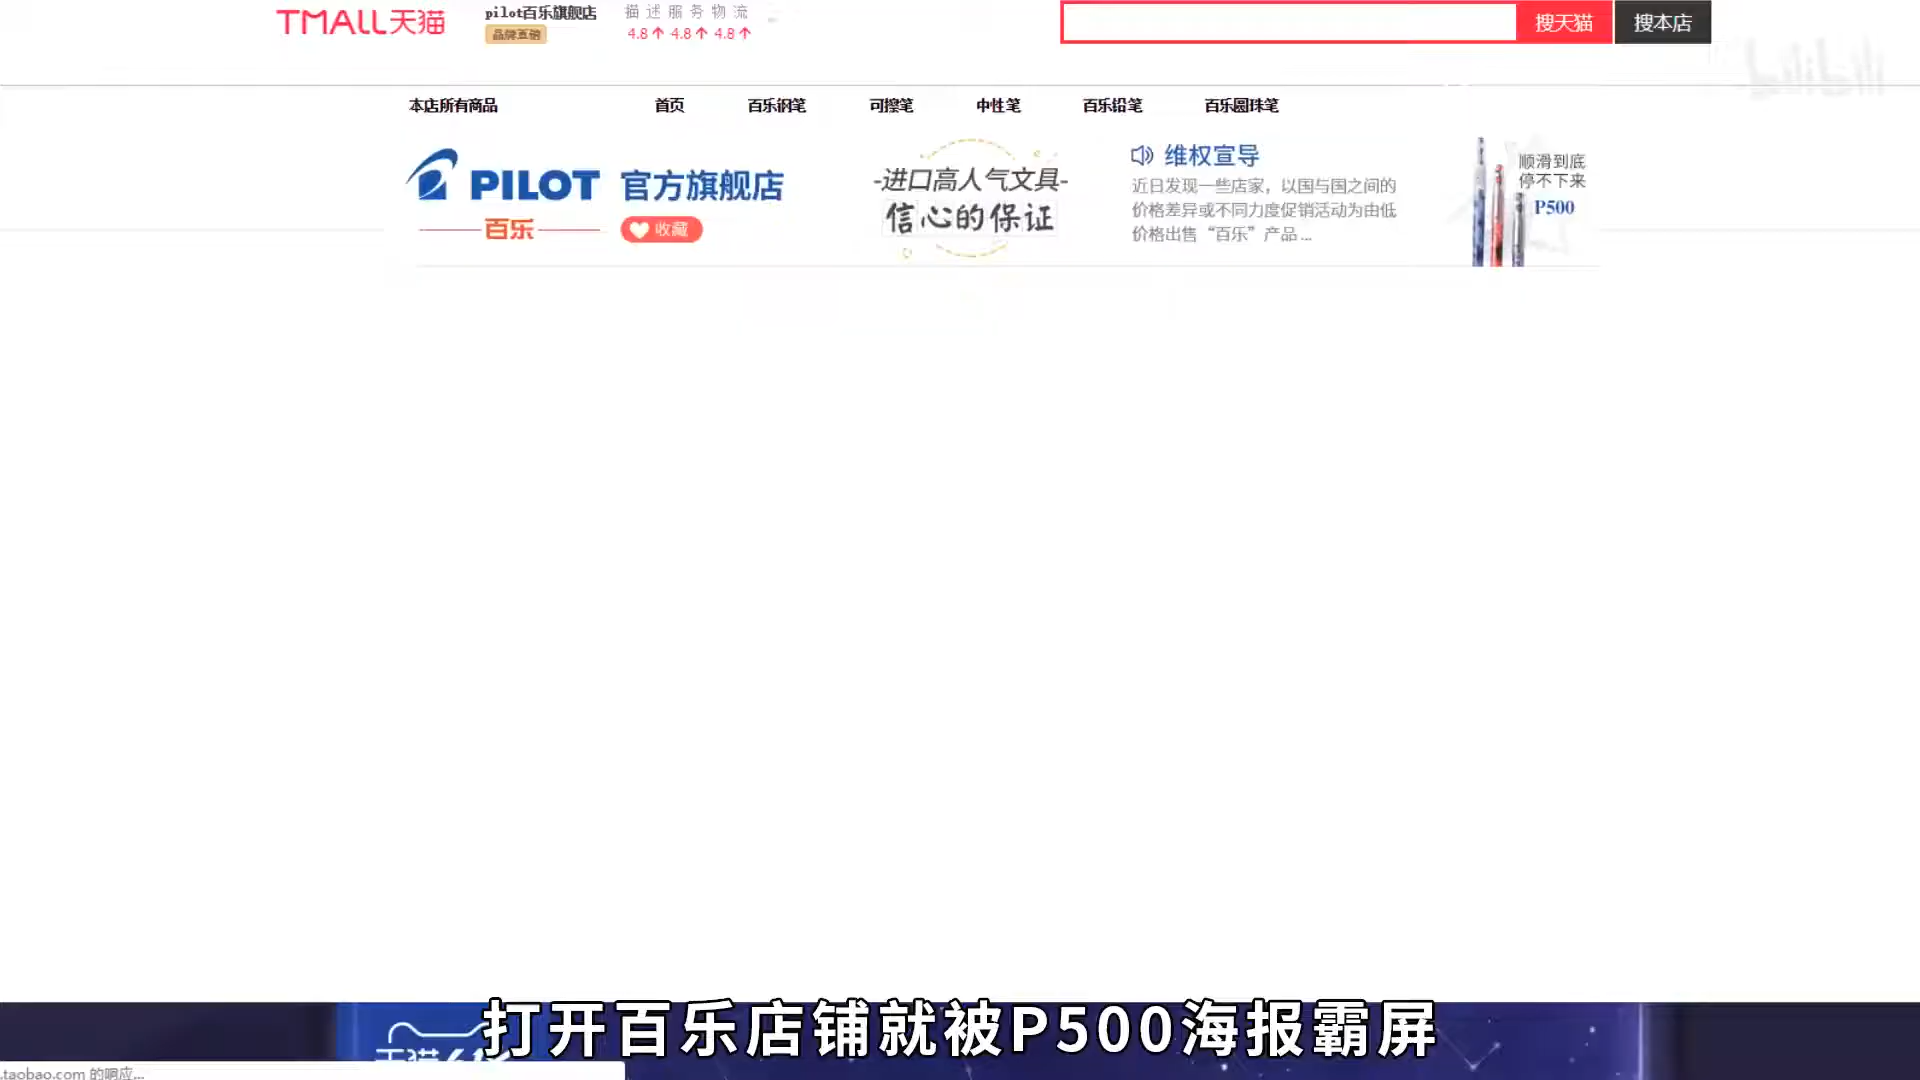 TMALL天猫
pilot百乐旗舰店
品牌直销
描述服务物流
4.8 4.8 4.8
搜天猫
搜本店
bilibili
本店所有商品 首页 百乐钢笔 可擦笔 中性笔 百乐铅笔 百乐圆珠笔
PILOT
百乐
官方旗舰店
收藏
-进口高人气文具-
信心的保证
维权宣导
近日发现一些店家，以国与国之间的
价格差异或不同力度促销活动为由低
价格出售“百乐”产品...
顺滑到底
停不下来
P500
打开百乐店铺就被P500海报霸屏
.taobao.com 的响应...